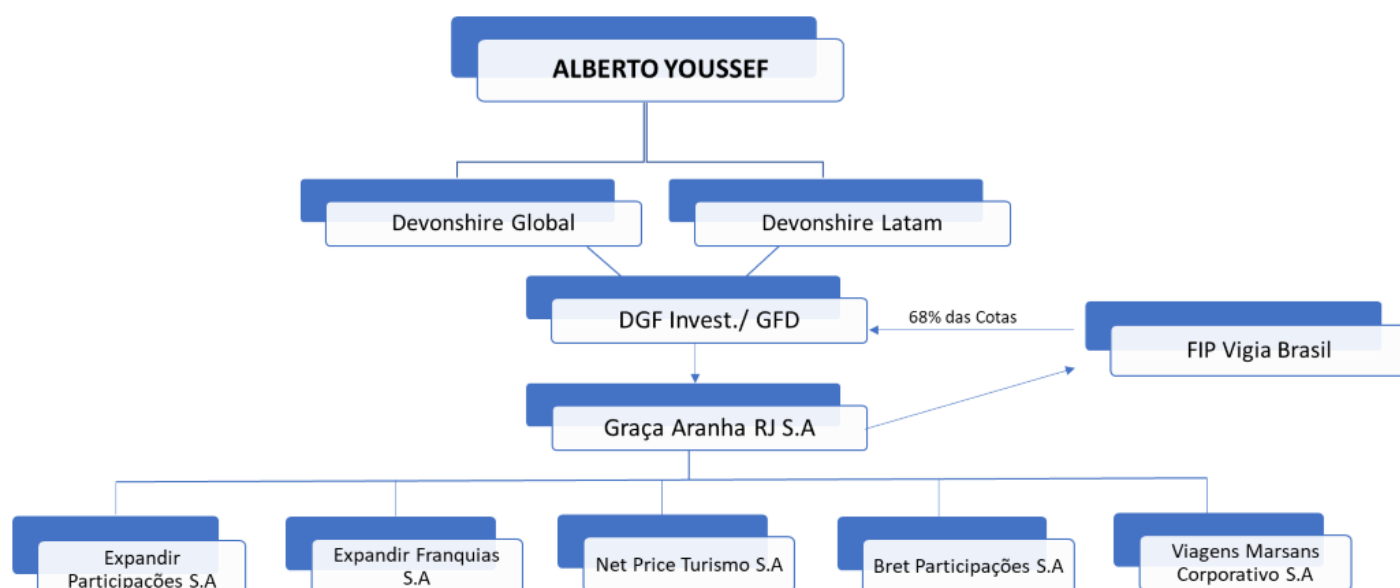 ALBERTO YOUSSEF
Devonshire Global
Devonshire Latam
DGF Invest./ GFD
68% das Cotas
FIP Vigia Brasil
Graça Aranha RJ S.A
Expandir
Participações S.A
Expandir Franquias
S.A
Net Price Turismo S.A
Bret Participações S.A
Viagens Marsans
Corporativo S.A